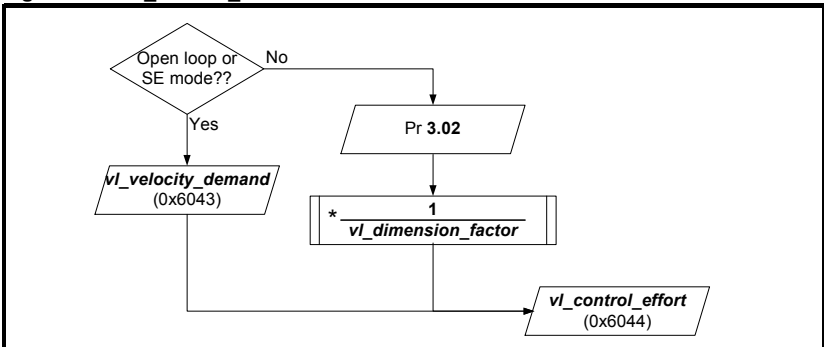 Open loop or
SE mode??
No
Yes
Pr 3.02
vl_velocity_demand
(0x6043)
* 1
vl_dimension_factor
vl_control_effort
(0x6044)